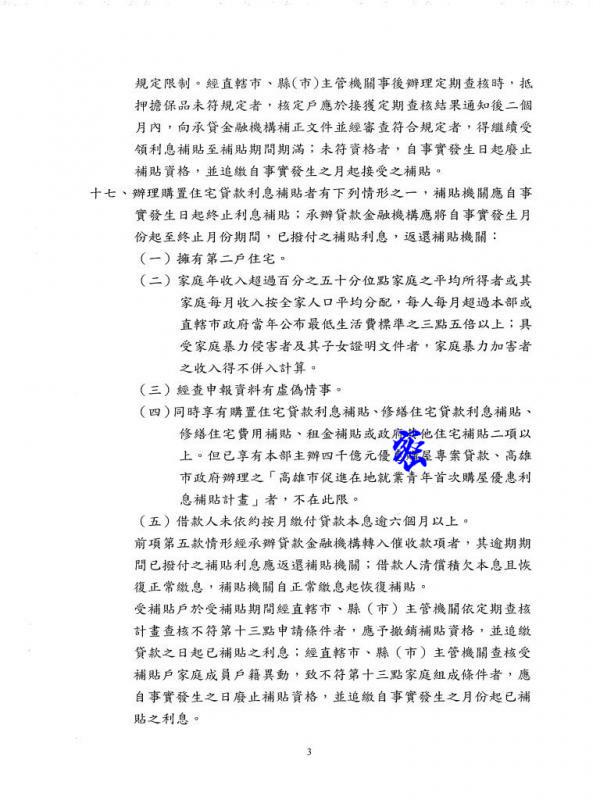 規定限制。經直轄市、縣(市)主管機關事後辦理定期查核時，抵
押擔保品未符規定者，核定戶應於接獲定期查核結果通知後二個
月內，向承貸金融機構補正文件並經審查符合規定者，得繼續受
領利息補貼至補貼期間期滿；未符資格者，自事實發生日起廢止
補貼資格，並追繳自事實發生之月起接受之補貼。
十七、辦理購置住宅貸款利息補貼者有下列情形之一，補貼機關應自事
實發生日起終止利息補貼；承辦貸款金融機構應將自事實發生月
份起至終止月份期間，已撥付之補貼利息，返還補貼機關：
（一）擁有第二戶住宅。
（二）家庭年收入超過百分之五十分位點家庭之平均所得者或其
家庭每月收入按全家人口平均分配，每人每月超過本部或
直轄市政府當年公布最低生活費標準之三點五倍以上；具
受家庭暴力侵害者及其子女證明文件者，家庭暴力加害者
之收入得不併入計算。
（三）經查申報資料有虛偽情事。
（四）同時享有購置住宅貸款利息補貼、修繕住宅貸款利息補貼、
修繕住宅費用補貼、租金補貼或政府他住宅補貼二項以
上。但已享有本部主辦四千億元優屋專案貸款、高雄
市政府辦理之「高雄市促進在地就業青年首次購屋優惠利
息補貼計畫」者，不在此限。
（五）借款人未依約按月繳付貸款本息逾六個月以上。
前項第五款情形經承辦貸款金融機構轉入催收款項者，其逾期期
間已撥付之補貼利息應返還補貼機關；借款人清償積欠本息且恢
復正常繳息，補貼機關自正常繳息起恢復補貼。
受補貼戶於受補貼期間經直轄市、縣（市）主管機關依定期查核
計畫查核不符第十三點申請條件者，應予撤銷補貼資格，並追繳
貸款之日起已補貼之利息；經直轄市、縣（市）主管機關查核受
補貼戶家庭成員戶籍異動，致不符第十三點家庭組成條件者，應
自事實發生之日廢止補貼資格，並追繳自事實發生之月份起已補
貼之利息。
3